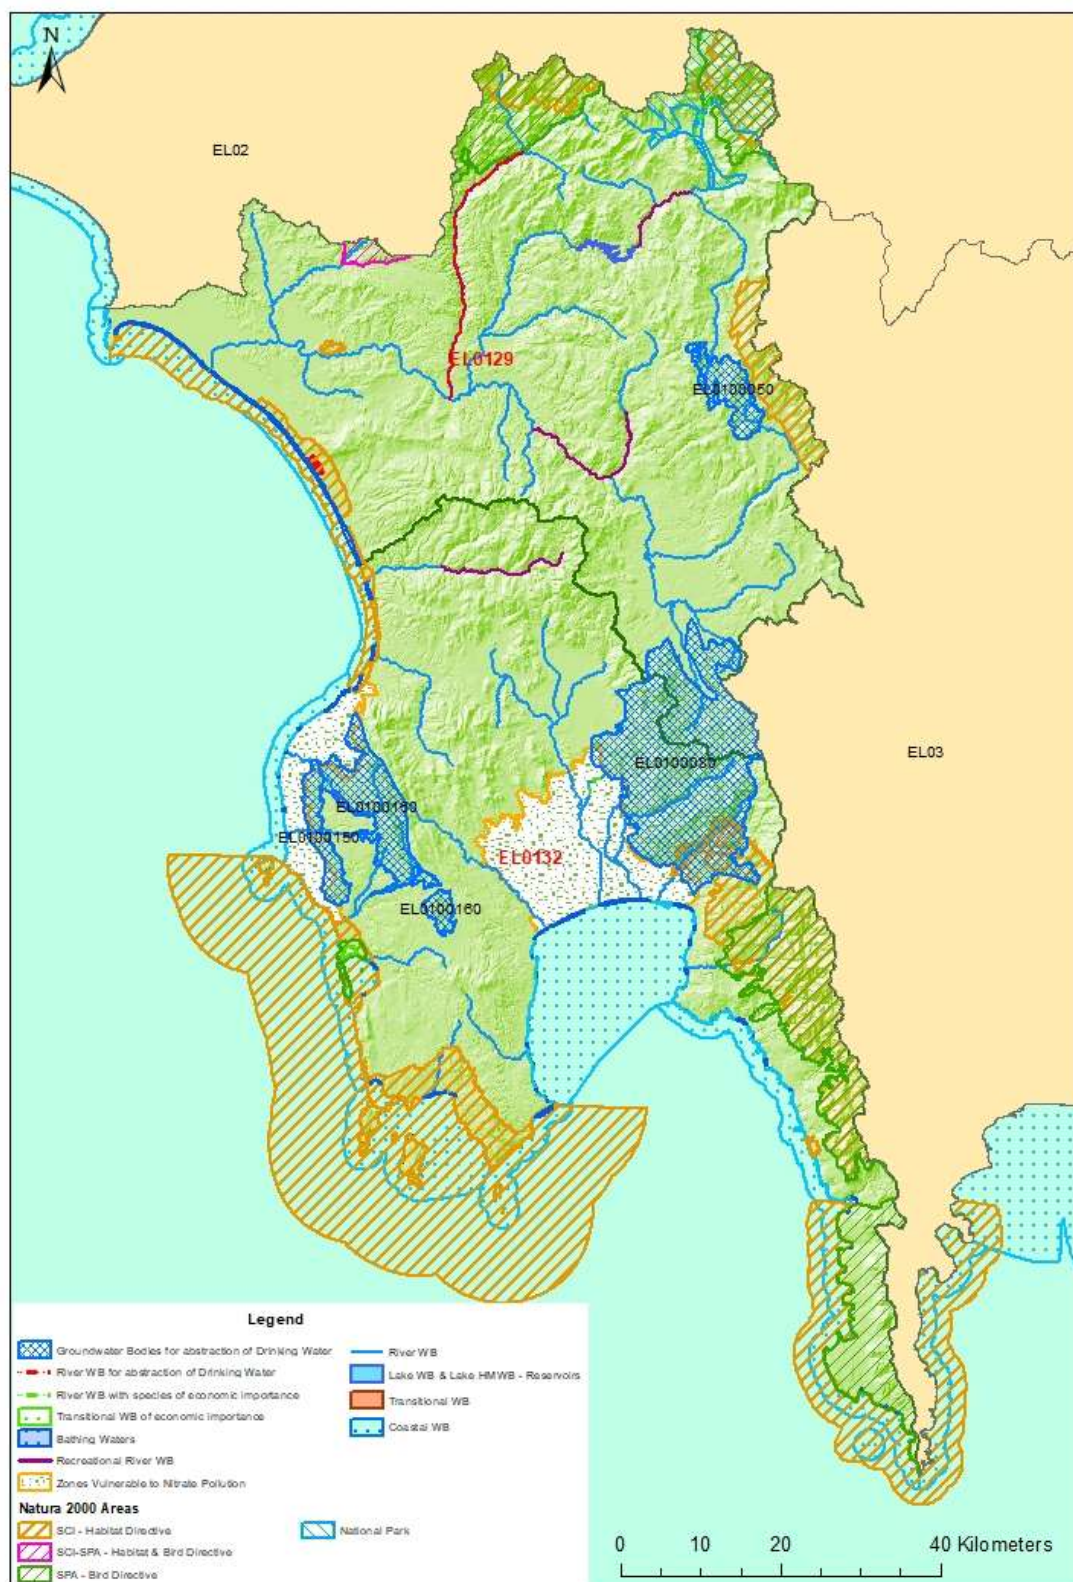 N
EL02
EL0129
EL0100050
EL03
EL0100080
EL0100150
EL0132
EL0100160
Legend
Groundwater Bodies for abstraction of Drinking Water
River WB for abstraction of Drinking Water
River WB with species of economic importance
Transitional WB of economic importance
Bathing Waters
Recreational River WB
Zones Vulnerable to Nitrate Pollution
Natura 2000 Areas
SCI - Habitat Directive
SCI-SPA - Habitat & Bird Directive
SPA - Bird Directive
River WB
Lake WB & Lake HMWB - Reservoirs
Transitional WB
Coastal WB
National Park
0 10 20 40 Kilometers